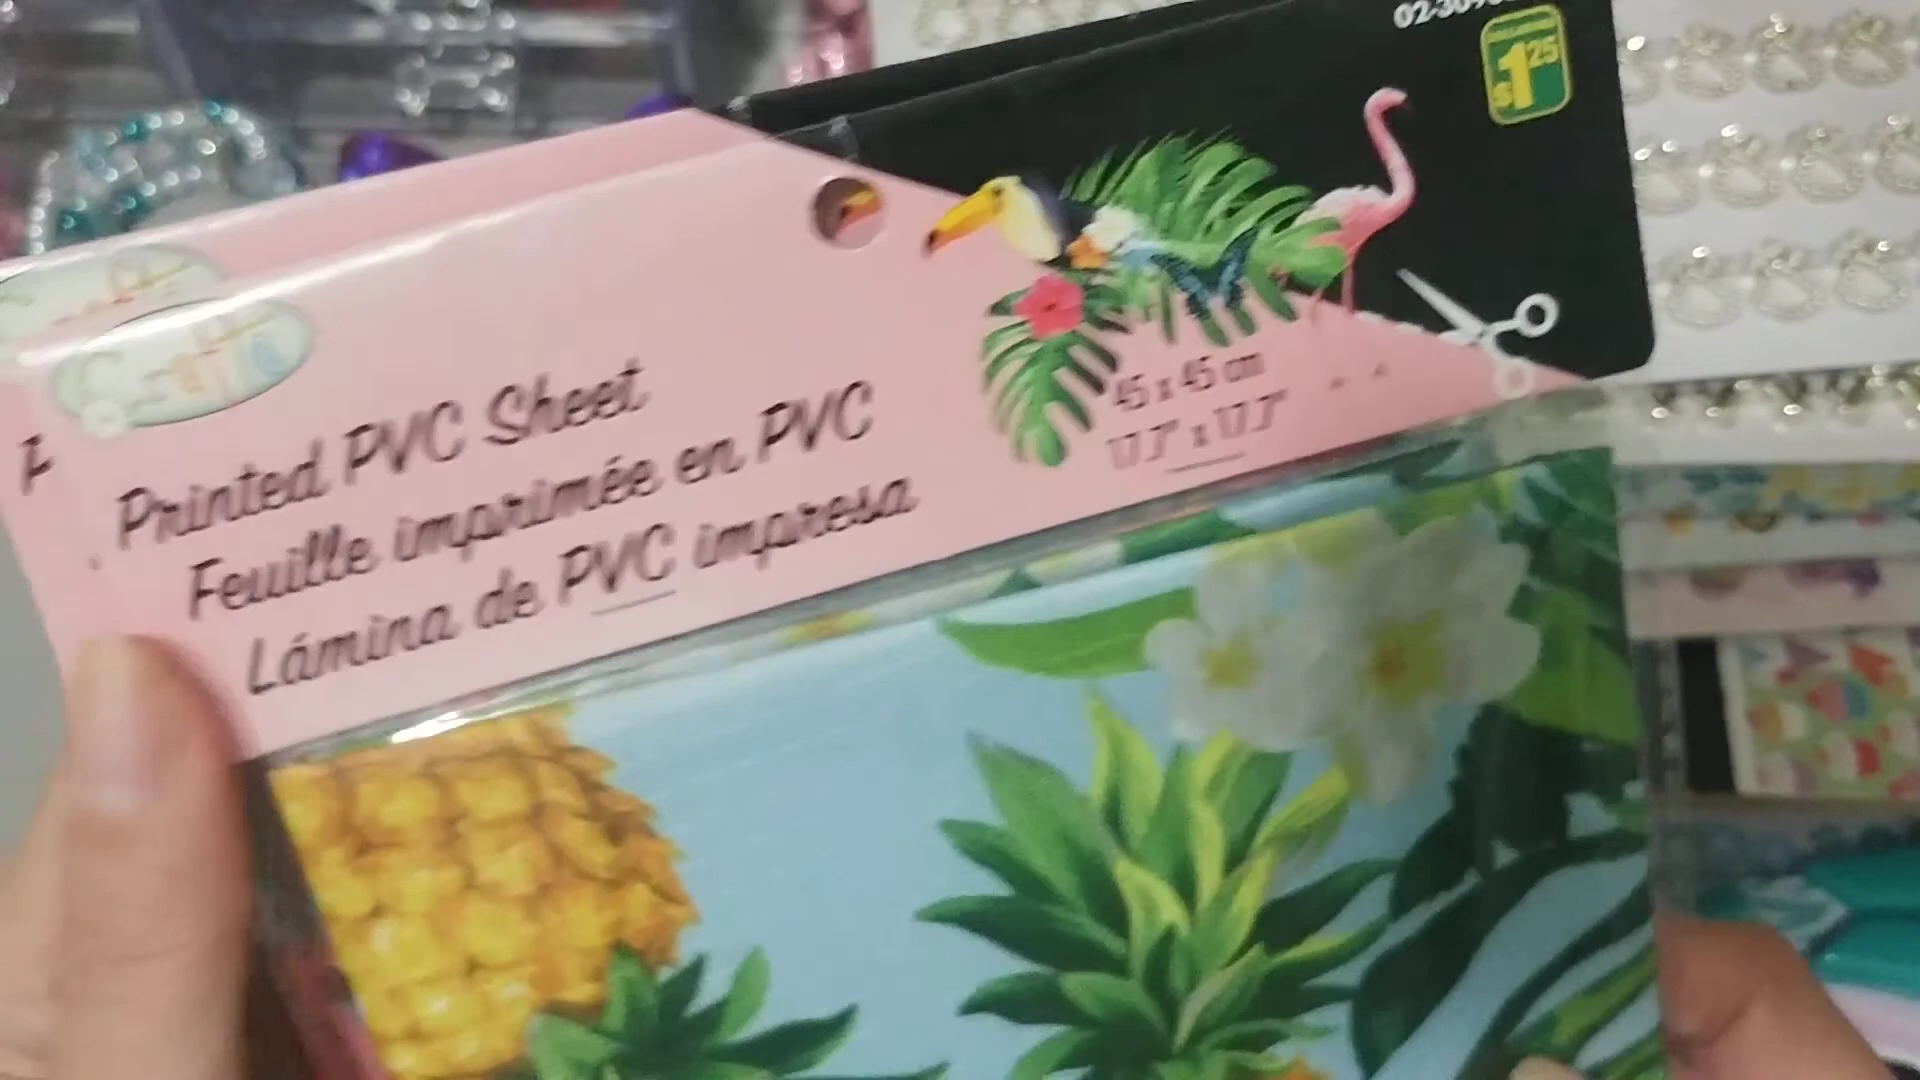 $1.25
Printed PVC Sheet
Feuille imprimée en PVC
Lámina de PVC impresa
45 x 45 cm
17.7" x 17.7"